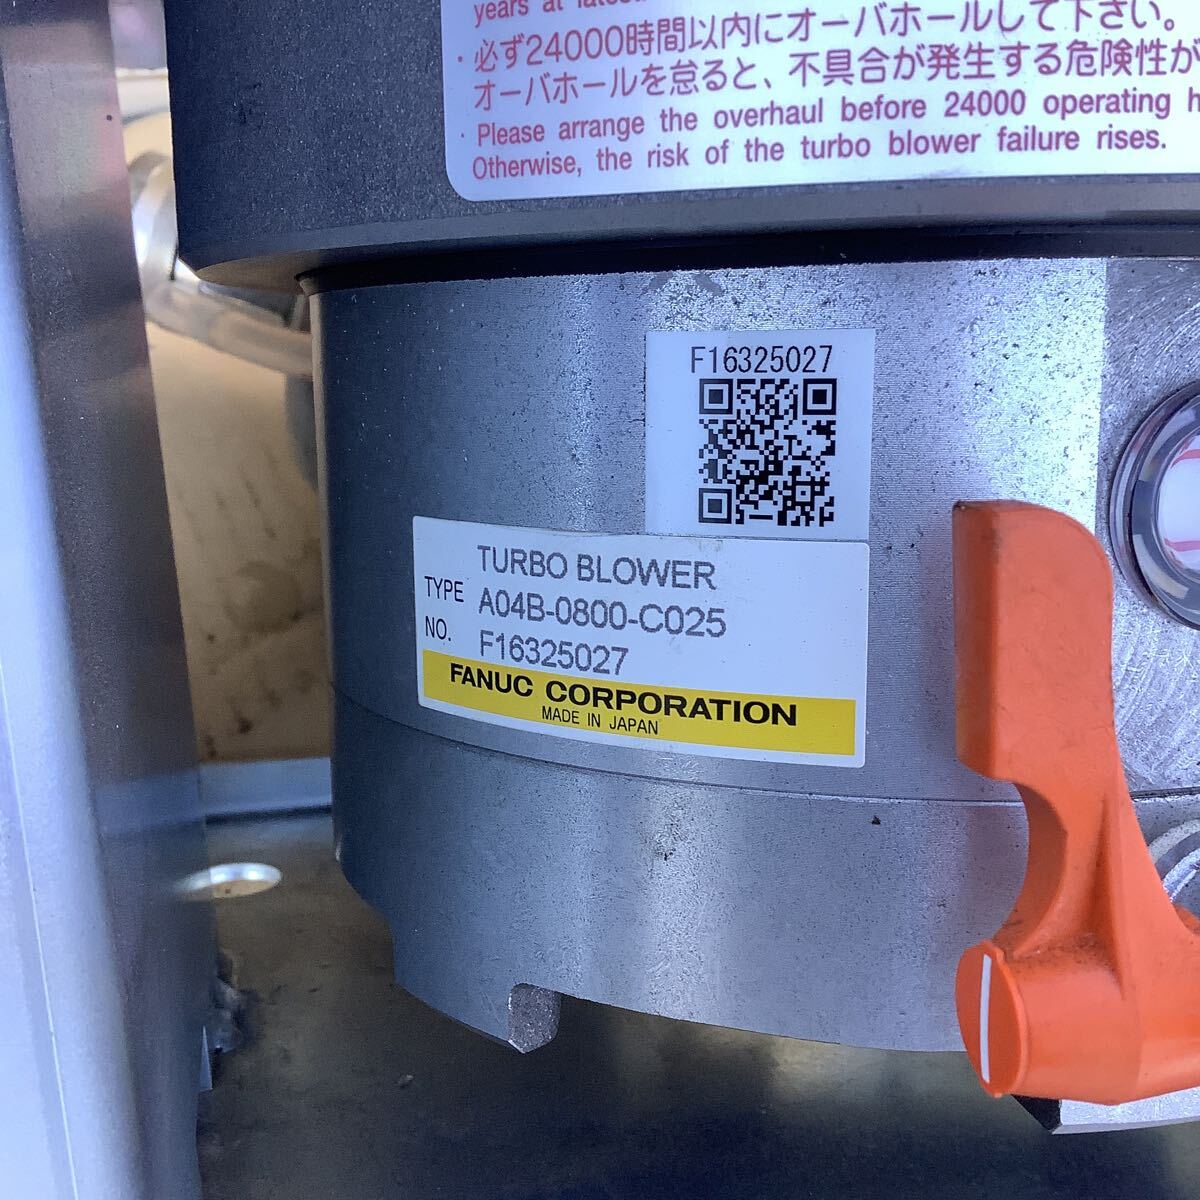 years at latest
・必ず24000時間以内にオーバホールして下さい。
オーバホールを怠ると、不具合が発生する危険性が
・Please arrange the overhaul before 24000 operating
Otherwise, the risk of the turbo blower failure rises.
F16325027
TURBO BLOWER
TYPE A04B-0800-C025
NO. F16325027
FANUC CORPORATION
MADE IN JAPAN